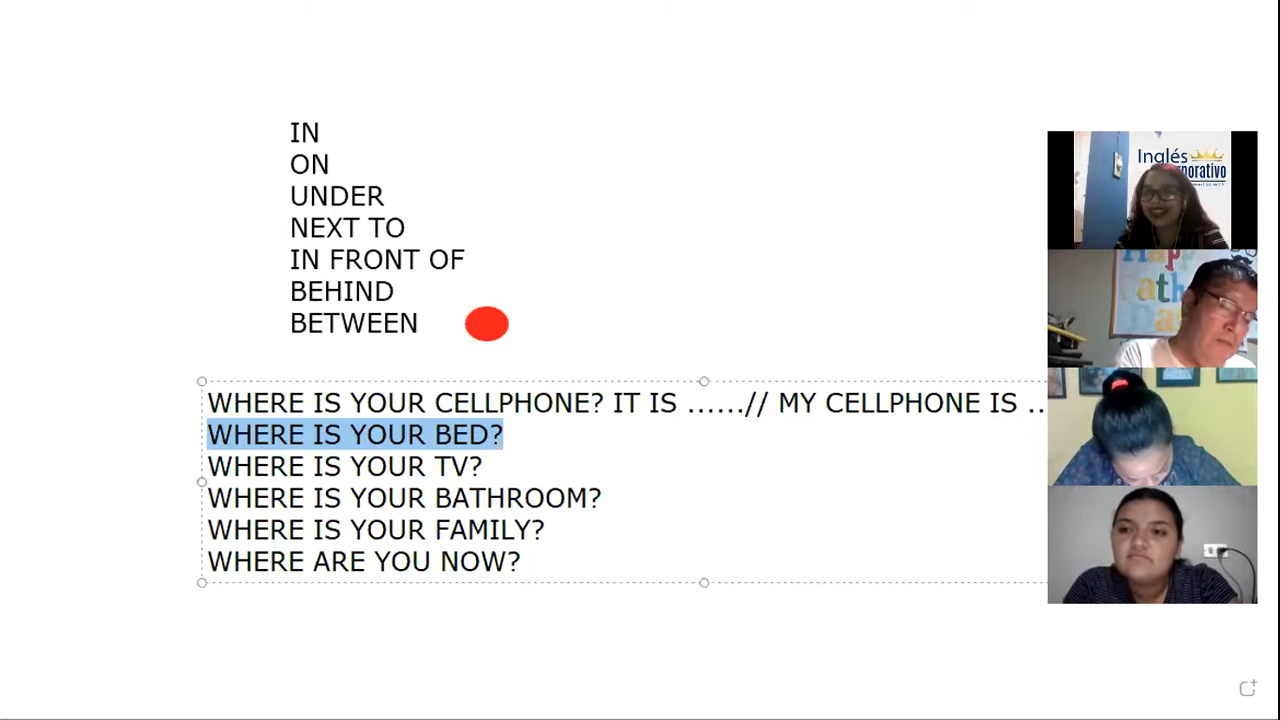 IN
ON
UNDER
NEXT TO
IN FRONT OF
BEHIND
BETWEEN
WHERE IS YOUR CELLPHONE? IT IS ......// MY CELLPHONE IS ..
WHERE IS YOUR BED?
WHERE IS YOUR TV?
WHERE IS YOUR BATHROOM?
WHERE IS YOUR FAMILY?
WHERE ARE YOU NOW?
Inglés
Happy